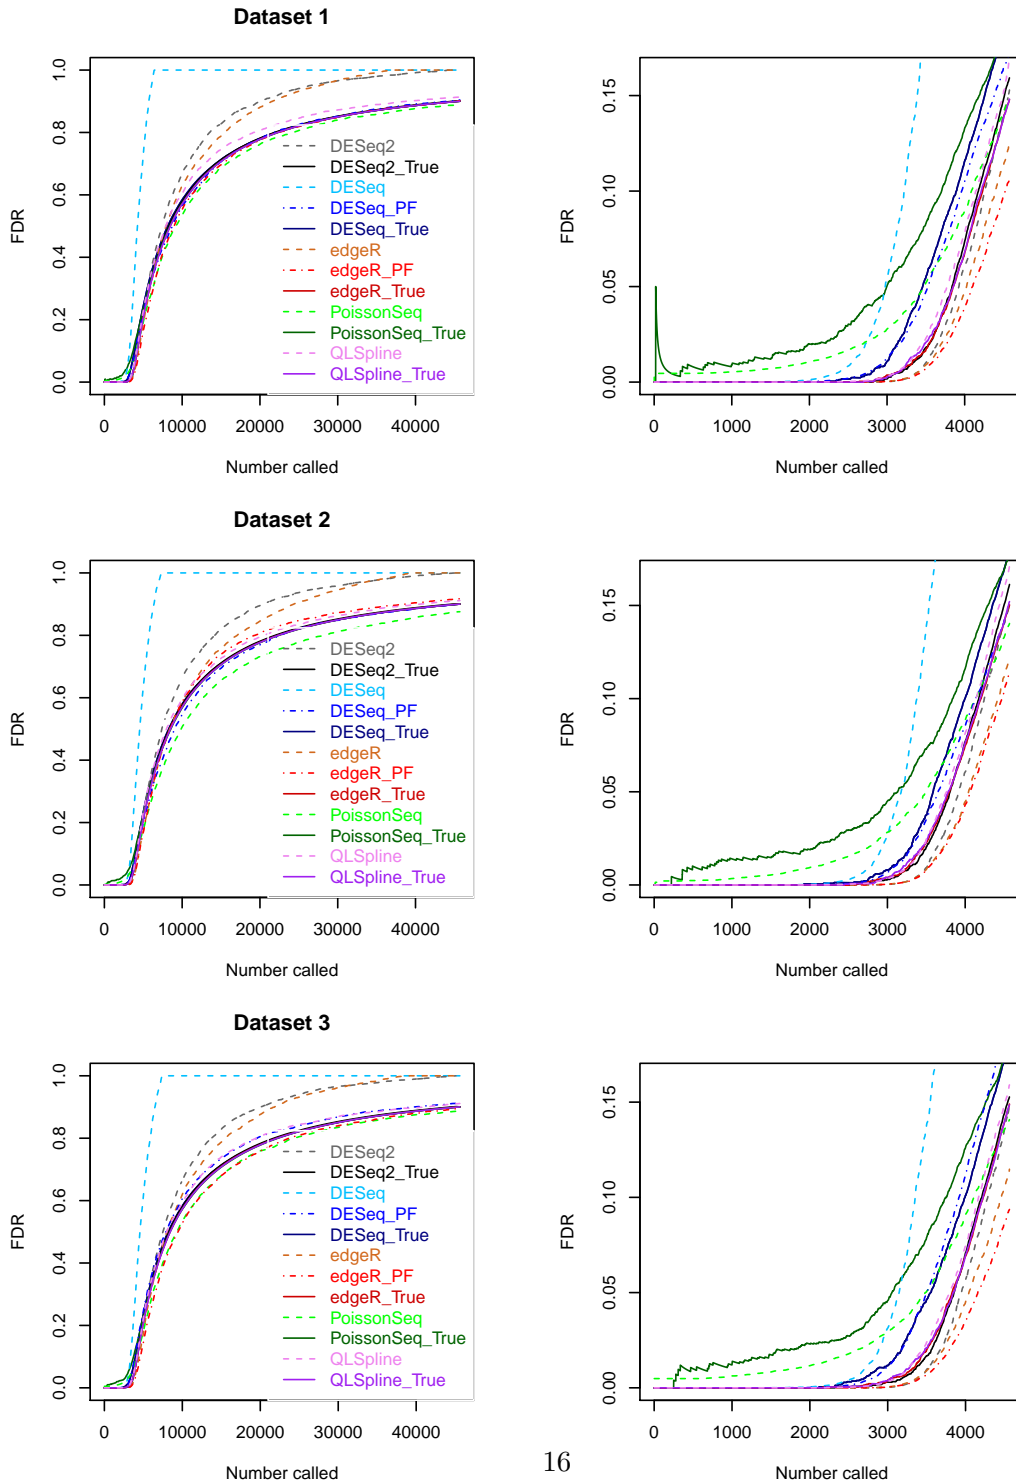 Dataset 1
FDR
0.0
0.2
0.4
0.6
0.8
1.0
DESeq2
DESeq2_True
DESeq
DESeq_PF
DESeq_True
edgeR
edgeR_PF
edgeR_True
PoissonSeq
PoissonSeq_True
QLSpline
QLSpline_True
0 10000 20000 30000 40000
Number called
FDR
0.00
0.05
0.10
0.15
0 1000 2000 3000 4000
Number called
Dataset 2
FDR
0.0
0.2
0.4
0.6
0.8
1.0
DESeq2
DESeq2_True
DESeq
DESeq_PF
DESeq_True
edgeR
edgeR_PF
edgeR_True
PoissonSeq
PoissonSeq_True
QLSpline
QLSpline_True
0 10000 20000 30000 40000
Number called
FDR
0.00
0.05
0.10
0.15
0 1000 2000 3000 4000
Number called
Dataset 3
FDR
0.0
0.2
0.4
0.6
0.8
1.0
DESeq2
DESeq2_True
DESeq
DESeq_PF
DESeq_True
edgeR
edgeR_PF
edgeR_True
PoissonSeq
PoissonSeq_True
QLSpline
QLSpline_True
0 10000 20000 30000 40000
Number called
FDR
0.00
0.05
0.10
0.15
0 1000 2000 3000 4000
Number called
16